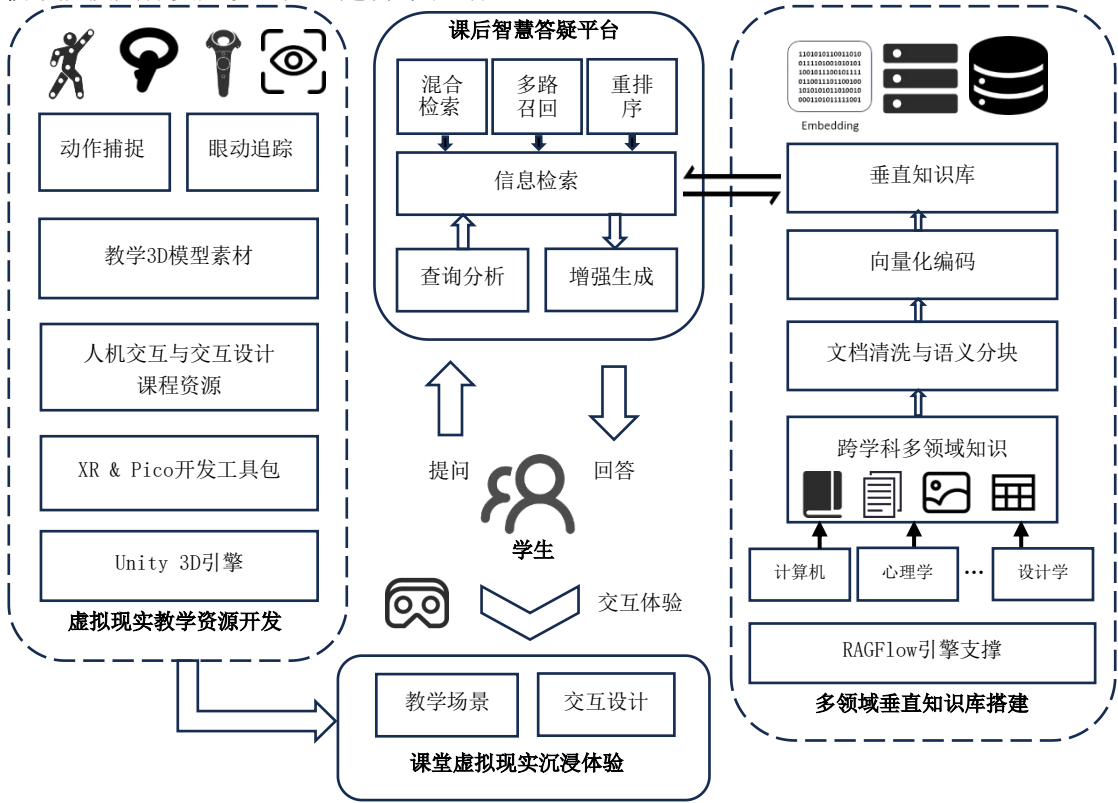 动作捕捉
眼动追踪
教学3D模型素材
人机交互与交互设计
课程资源
XR & Pico开发工具包
Unity 3D引擎
虚拟现实教学资源开发
课后智慧答疑平台
混合
检索
多路
召回
重排
序
信息检索
查询分析
增强生成
提问
回答
学生
交互体验
教学场景
交互设计
课堂虚拟现实沉浸体验
1101010110011010
0111101001010101
1001011100101111
0110011101100100
1010101011010010
0001101011111001
Embedding
垂直知识库
向量化编码
文档清洗与语义分块
跨学科多领域知识
计算机
心理学
...
设计学
RAGFlow引擎支撑
多领域垂直知识库搭建